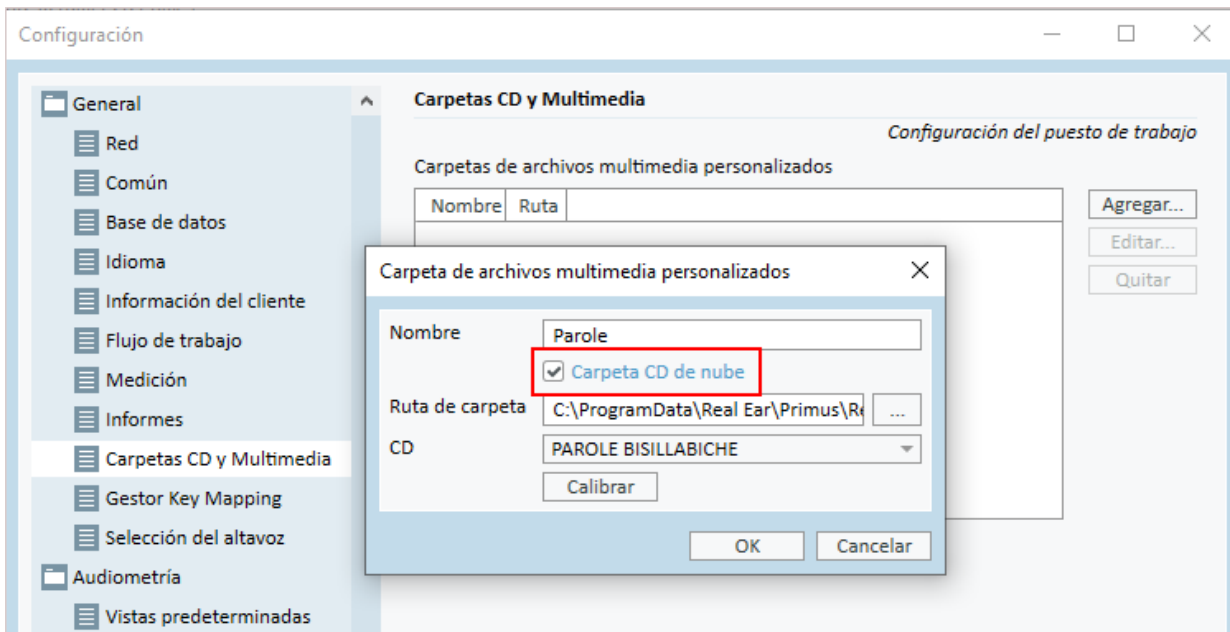 Configuración
General
Red
Común
Base de datos
Idioma
Información del cliente
Flujo de trabajo
Medición
Informes
Carpetas CD y Multimedia
Gestor Key Mapping
Selección del altavoz
Audiometría
Vistas predeterminadas
Carpetas CD y Multimedia
Configuración del puesto de trabajo
Carpetas de archivos multimedia personalizados
Nombre Ruta
Agregar...
Editar...
Quitar
Carpeta de archivos multimedia personalizados
Nombre Parole
Carpeta CD de nube
Ruta de carpeta C:\ProgramData\Real Ear\Primus\Re ...
CD PAROLE BISILLABICHE
Calibrar
OK Cancelar